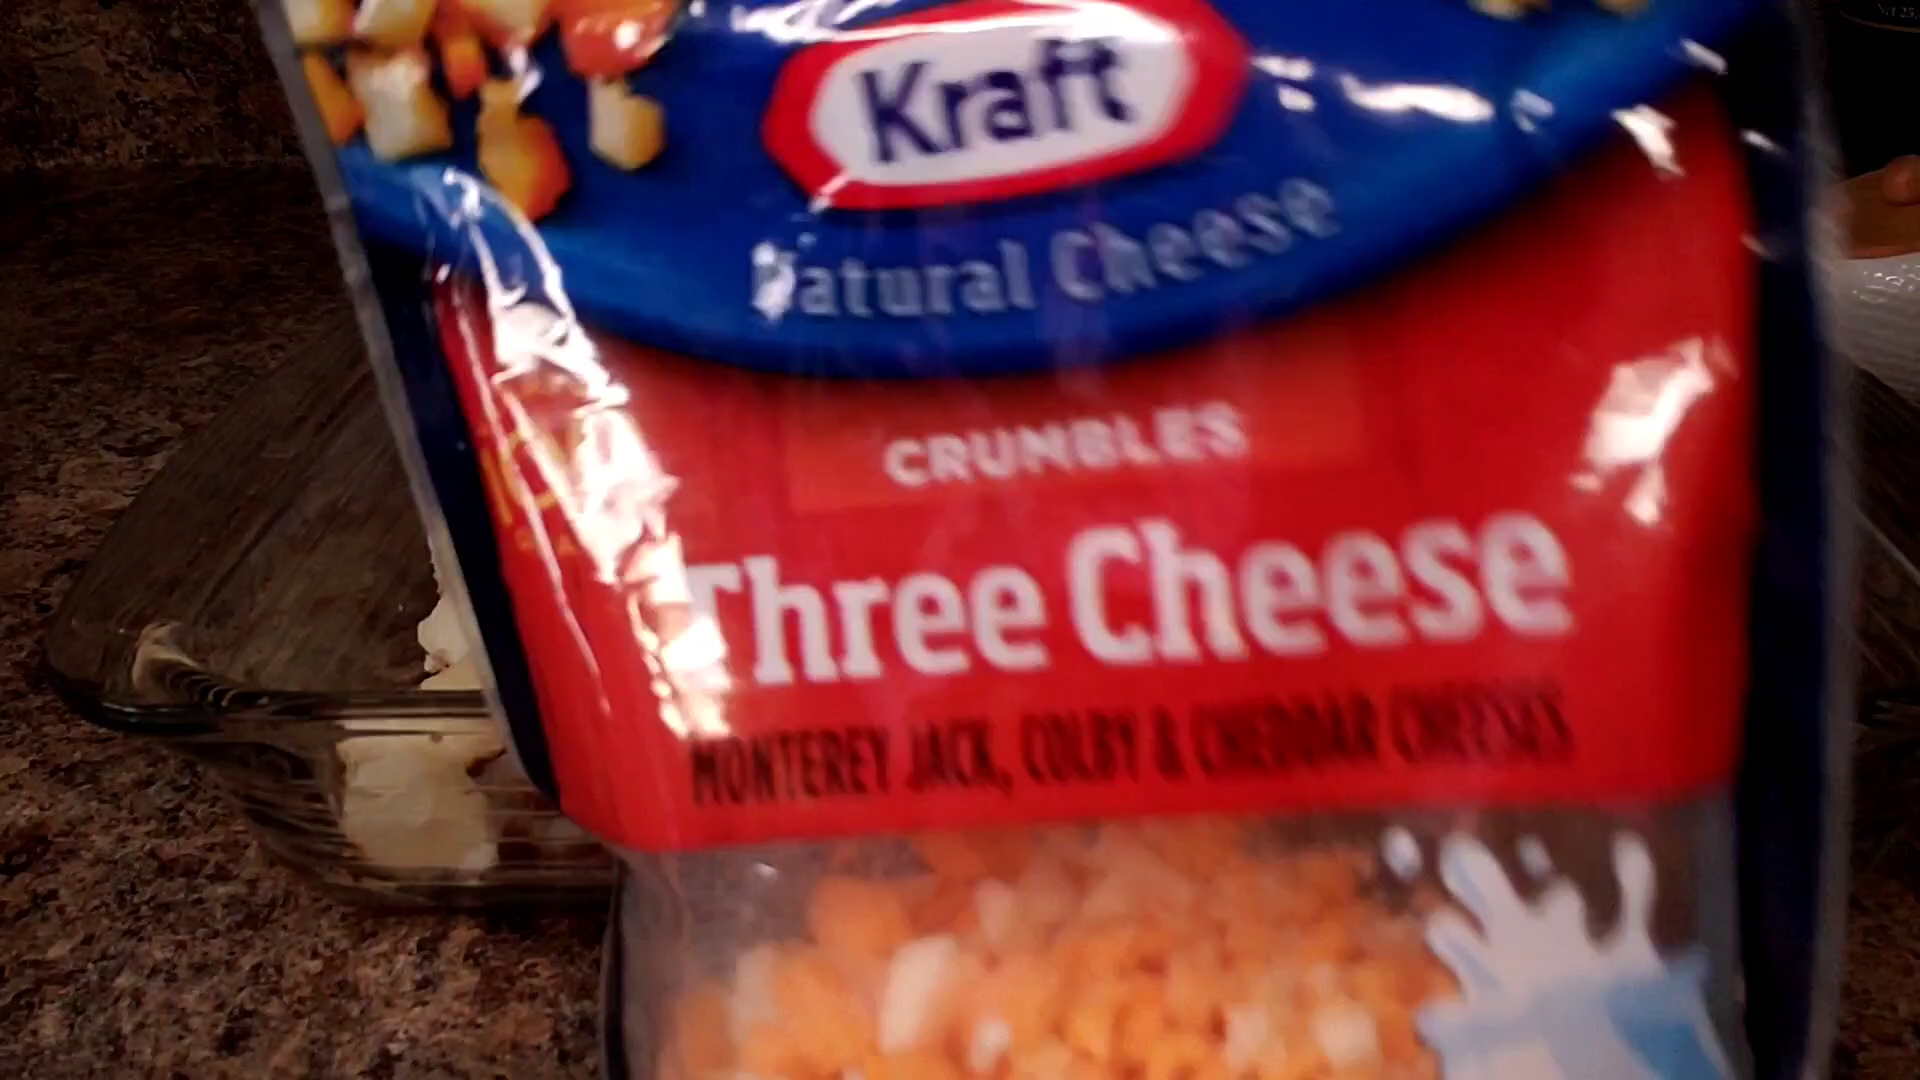 Kraft
Natural Cheese
CRUMBLES
Three Cheese
MONTEREY JACK, COLBY & CHEDDAR CHEESES